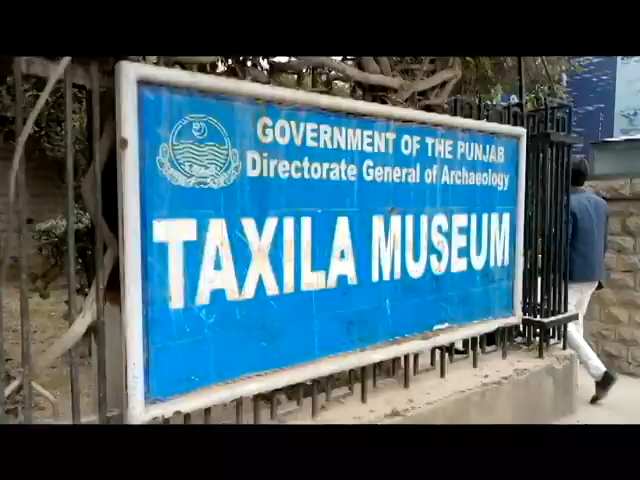 GOVERNMENT OF THE PUNJAB
Directorate General of Archaeology
TAXILA MUSEUM